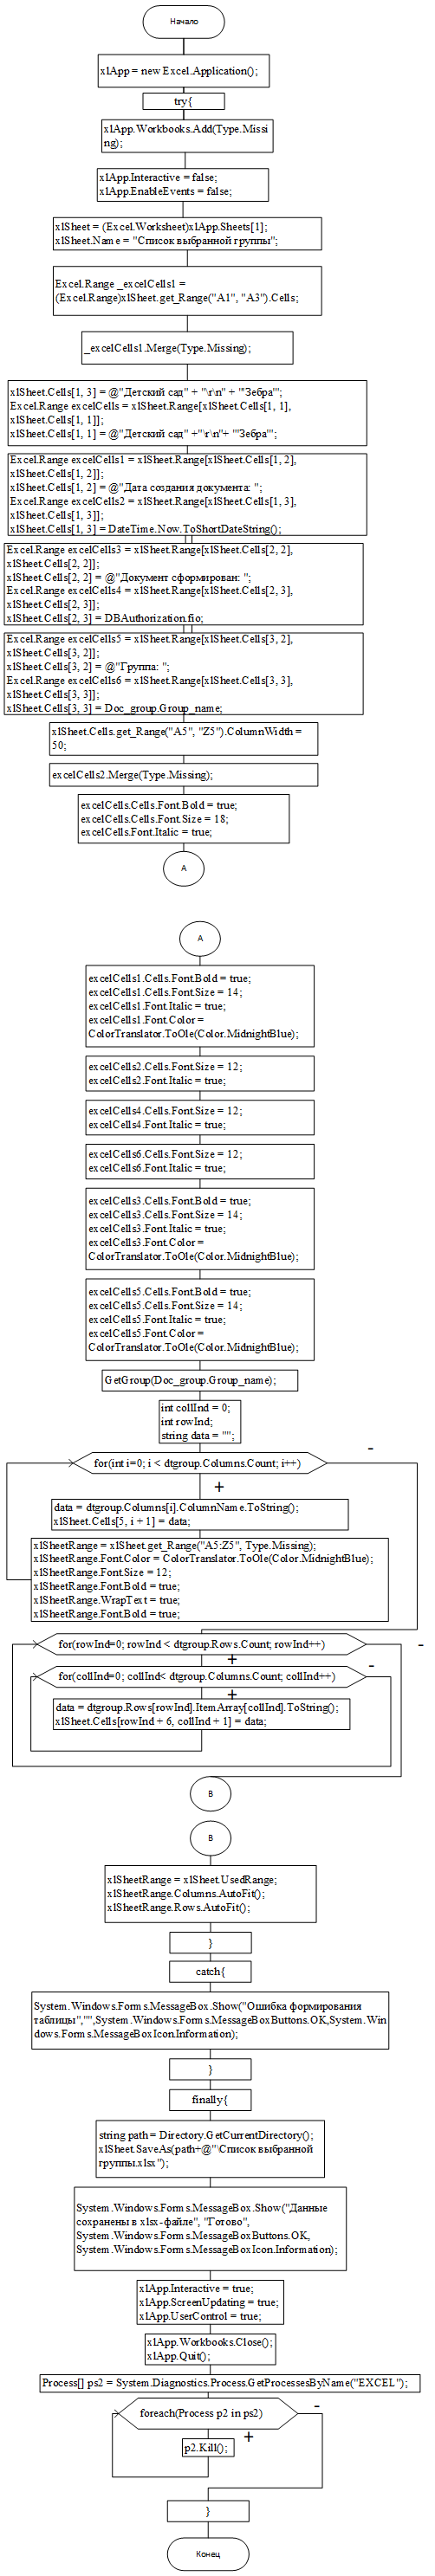 Начало
xlApp = new Excel.Application();
try{
xlApp.Workbooks.Add(Type.Missi
ng);
xlApp.Interactive = false;
xlApp.EnableEvents = false;
xlSheet = (Excel.Worksheet)xlApp.Sheets[1];
xlSheet.Name = "Список выбранной группы";
Excel.Range _excelCells1 =
(Excel.Range)xlSheet.get_Range("A1", "A3").Cells;
_excelCells1.Merge(Type.Missing);
xlSheet.Cells[1, 3] = @"Детский сад" + "\r\n" + "'Зебра'";
Excel.Range excelCells = xlSheet.Range[xlSheet.Cells[1, 1],
xlSheet.Cells[1, 1]];
xlSheet.Cells[1, 1] = @"Детский сад" +"\r\n"+ "'Зебра'";
Excel.Range excelCells1 = xlSheet.Range[xlSheet.Cells[1, 2],
xlSheet.Cells[1, 2]];
xlSheet.Cells[1, 2] = @"Дата создания документа: ";
Excel.Range excelCells2 = xlSheet.Range[xlSheet.Cells[1, 3],
xlSheet.Cells[1, 3]];
xlSheet.Cells[1, 3] = DateTime.Now.ToShortDateString();
Excel.Range excelCells3 = xlSheet.Range[xlSheet.Cells[2, 2],
xlSheet.Cells[2, 2]];
xlSheet.Cells[2, 2] = @"Документ сформирован: ";
Excel.Range excelCells4 = xlSheet.Range[xlSheet.Cells[2, 3],
xlSheet.Cells[2, 3]];
xlSheet.Cells[2, 3] = DBAuthorization.fio;
Excel.Range excelCells5 = xlSheet.Range[xlSheet.Cells[3, 2],
xlSheet.Cells[3, 2]];
xlSheet.Cells[3, 2] = @"Группа: ";
Excel.Range excelCells6 = xlSheet.Range[xlSheet.Cells[3, 3],
xlSheet.Cells[3, 3]];
xlSheet.Cells[3, 3] = Doc_group.Group_name;
xlSheet.Cells.get_Range("A5", "Z5").ColumnWidth =
50;
excelCells2.Merge(Type.Missing);
excelCells.Cells.Font.Bold = true;
excelCells.Cells.Font.Size = 18;
excelCells.Font.Italic = true;
A
A
excelCells1.Cells.Font.Bold = true;
excelCells1.Cells.Font.Size = 14;
excelCells1.Font.Italic = true;
excelCells1.Font.Color =
ColorTranslator.ToOle(Color.MidnightBlue);
excelCells2.Cells.Font.Size = 12;
excelCells2.Font.Italic = true;
excelCells4.Cells.Font.Size = 12;
excelCells4.Font.Italic = true;
excelCells6.Cells.Font.Size = 12;
excelCells6.Font.Italic = true;
excelCells3.Cells.Font.Bold = true;
excelCells3.Cells.Font.Size = 14;
excelCells3.Font.Italic = true;
excelCells3.Font.Color =
ColorTranslator.ToOle(Color.MidnightBlue);
excelCells5.Cells.Font.Bold = true;
excelCells5.Cells.Font.Size = 14;
excelCells5.Font.Italic = true;
excelCells5.Font.Color =
ColorTranslator.ToOle(Color.MidnightBlue);
GetGroup(Doc_group.Group_name);
int collInd = 0;
int rowInd;
string data = "";
for(int i=0; i < dtgroup.Columns.Count; i++)
-
+
data = dtgroup.Columns[i].ColumnName.ToString();
xlSheet.Cells[5, i + 1] = data;
xlSheetRange = xlSheet.get_Range("A5:Z5", Type.Missing);
xlSheetRange.Font.Color = ColorTranslator.ToOle(Color.MidnightBlue);
xlSheetRange.Font.Size = 12;
xlSheetRange.Font.Bold = true;
xlSheetRange.WrapText = true;
xlSheetRange.Font.Bold = true;
for(rowInd=0; rowInd < dtgroup.Rows.Count; rowInd++)
-
+
for(collInd=0; collInd< dtgroup.Columns.Count; collInd++)
-
+
data = dtgroup.Rows[rowInd].ItemArray[collInd].ToString();
xlSheet.Cells[rowInd + 6, collInd + 1] = data;
B
B
xlSheetRange = xlSheet.UsedRange;
xlSheetRange.Columns.AutoFit();
xlSheetRange.Rows.AutoFit();
}
catch{
System.Windows.Forms.MessageBox.Show("Ошибка формирования
таблицы","",System.Windows.Forms.MessageBoxButtons.OK,System.Win
dows.Forms.MessageBoxIcon.Information);
}
finally{
string path = Directory.GetCurrentDirectory();
xlSheet.SaveAs(path+@"\Список выбранной
группы.xlsx");
System.Windows.Forms.MessageBox.Show("Данные
сохранены в xlsx-файле", "Готово",
System.Windows.Forms.MessageBoxButtons.OK,
System.Windows.Forms.MessageBoxIcon.Information);
xlApp.Interactive = true;
xlApp.ScreenUpdating = true;
xlApp.UserControl = true;
xlApp.Workbooks.Close();
xlApp.Quit();
Process[] ps2 = System.Diagnostics.Process.GetProcessesByName("EXCEL");
foreach(Process p2 in ps2)
-
+
p2.Kill();
}
Конец